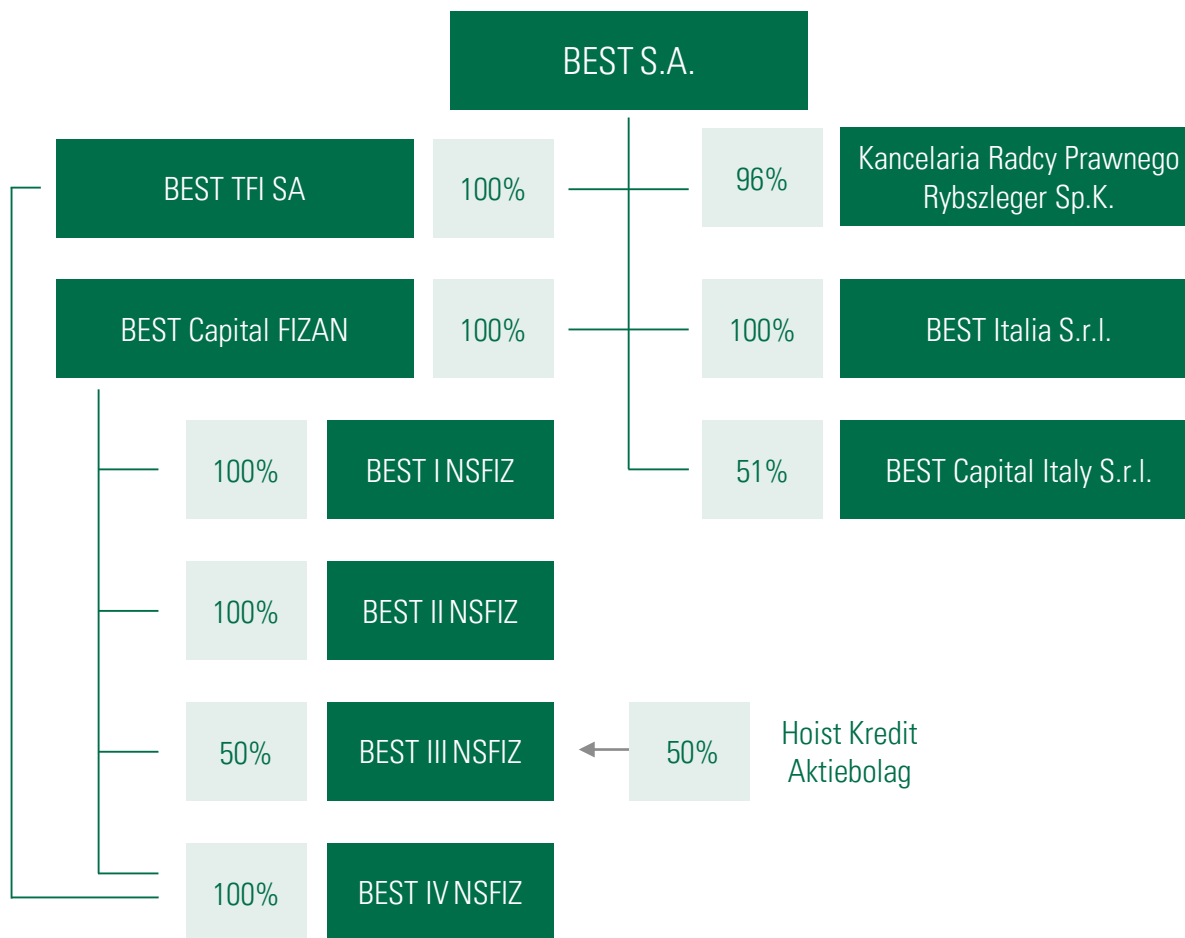 BEST S.A.
BEST TFI SA
100%
96%
Kancelaria Radcy Prawnego
Rybszleger Sp.K.
BEST Capital FIZAN
100%
100%
BEST Italia S.r.l.
100%
BEST I NSFIZ
51%
BEST Capital Italy S.r.l.
100%
BEST II NSFIZ
50%
BEST III NSFIZ
50%
Hoist Kredit
Aktiebolag
100%
BEST IV NSFIZ